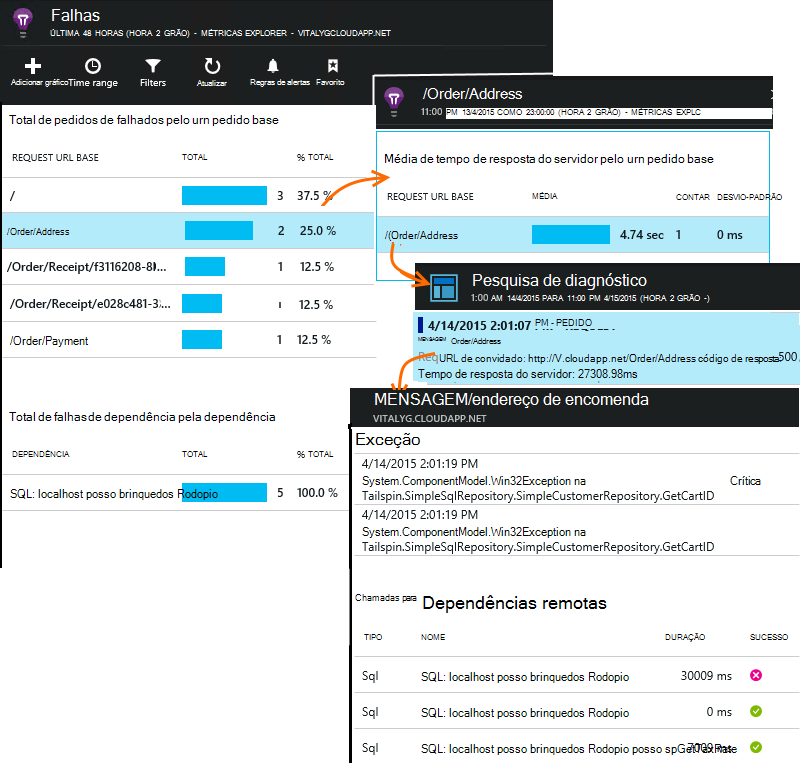 Falhas
ÚLTIMA 48 HORAS (HORA 2 GRÃO) - MÉTRICAS EXPLORER - VITALYGCLOUDAPP.NET
Adicionar gráfico Time range Filters Atualizar Regras de alertas Favorito
Total de pedidos de falhados pelo urn pedido base
REQUEST URL BASE TOTAL % TOTAL
/ 3 37.5 %
/Order/Address 2 25.0 %
/Order/Receipt/f3116208-8... 1 12.5 %
/Order/Receipt/e028c481-3... 1 12.5 %
/Order/Payment 1 12.5 %
Total de falhas de dependência pela dependência
DEPENDÊNCIA TOTAL % TOTAL
SQL: localhost posso brinquedos Rodopio 5 100.0 %
/Order/Address
11:00 PM 13/4/2015 COMO 23:00:00 (HORA 2 GRÃO) - MÉTRICAS EXPLC
Média de tempo de resposta do servidor pelo urn pedido base
REQUEST URL BASE MÉDIA CONTAR DESVIO-PADRÃO
/(Order/Address 4.74 sec 1 0 ms
Pesquisa de diagnóstico
1:00 AM 14/4/2015 PARA 11:00 PM 4/15/2015 (HORA 2 GRÃO -)
4/14/2015 2:01:07 PM - PEDIDO
MENSAGEM Order/Address
Req URL de convidado: http://V.cloudapp.net/Order/Address código de resposta 500
Tempo de resposta do servidor: 27308.98ms
MENSAGEM/endereço de encomenda
VITALYG.CLOUDAPP.NET
Exceção
4/14/2015 2:01:19 PM
System.ComponentModel.Win32Exception na Crítica
Tailspin.SimpleSqlRepository.SimpleCustomerRepository.GetCartID
4/14/2015 2:01:19 PM
System.ComponentModel.Win32Exception na
Tailspin.SimpleSqlRepository.SimpleCustomerRepository.GetCartID
Chamadas para Dependências remotas
TIPO NOME DURAÇÃO SUCESSO
Sql SQL: localhost posso brinquedos Rodopio 30009 ms
Sql SQL: localhost posso brinquedos Rodopio 0 ms
Sql SQL: localhost posso brinquedos Rodopio posso spGetTaxRate